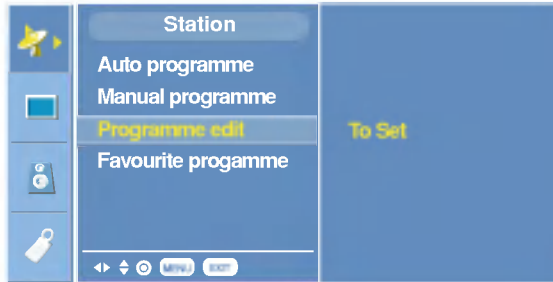 Station
Auto programme
Manual programme
Programme edit
To Set
Favourite progamme
MENU EXIT